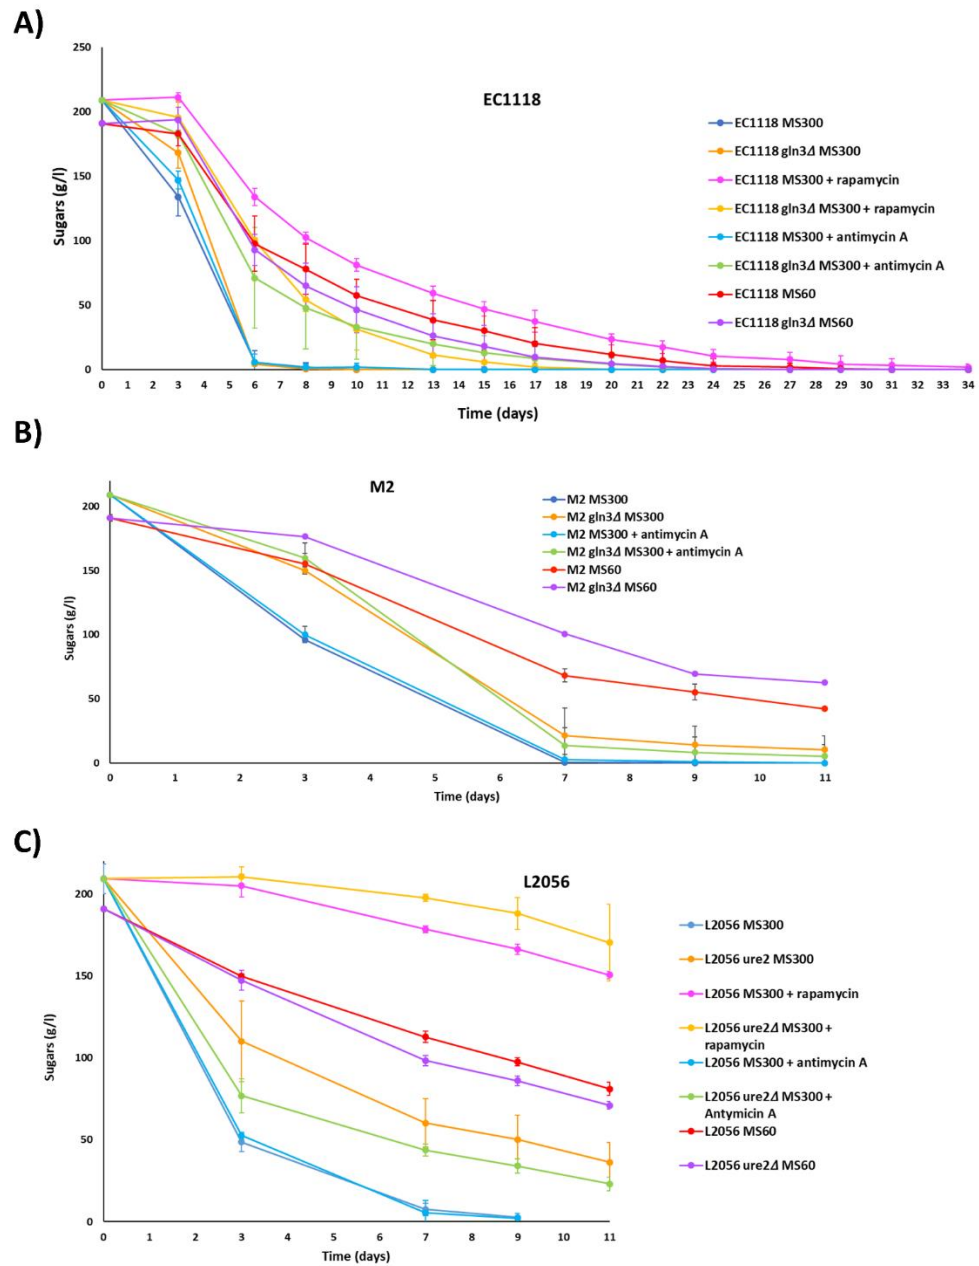 A)
250
200
150
100
50
0
Sugars (g/l)
EC1118
EC1118 MS300
EC1118 gln3Δ MS300
EC1118 MS300 + rapamycin
EC1118 gln3Δ MS300 + rapamycin
EC1118 MS300 + antimycin A
EC1118 gln3Δ MS300 + antimycin A
EC1118 MS60
EC1118 gln3Δ MS60
0 1 2 3 5 6 7 8 9 10 12 13 14 15 16 17 19 20 21 22 23 24 25 26 27 28 29 30 31 33 34
Time (days)
B)
200
150
100
50
0
Sugars (g/l)
M2
M2 MS300
M2 gln3Δ MS300
M2 MS300 + antimycin A
M2 gln3Δ MS300 + antimycin A
M2 MS60
M2 gln3Δ MS60
0 1 2 3 4 5 6 7 8 9 10 11
Time (days)
C)
200
150
100
50
0
Sugars (g/l)
L2056
L2056 MS300
L2056 ure2 MS300
L2056 MS300 + rapamycin
L2056 ure2Δ MS300 +
rapamycin
L2056 MS300 + antimycin A
L2056 ure2Δ MS300 +
Antymicin A
L2056 MS60
L2056 ure2Δ MS60
0 1 2 3 4 5 6 7 8 9 10 11
Time (days)